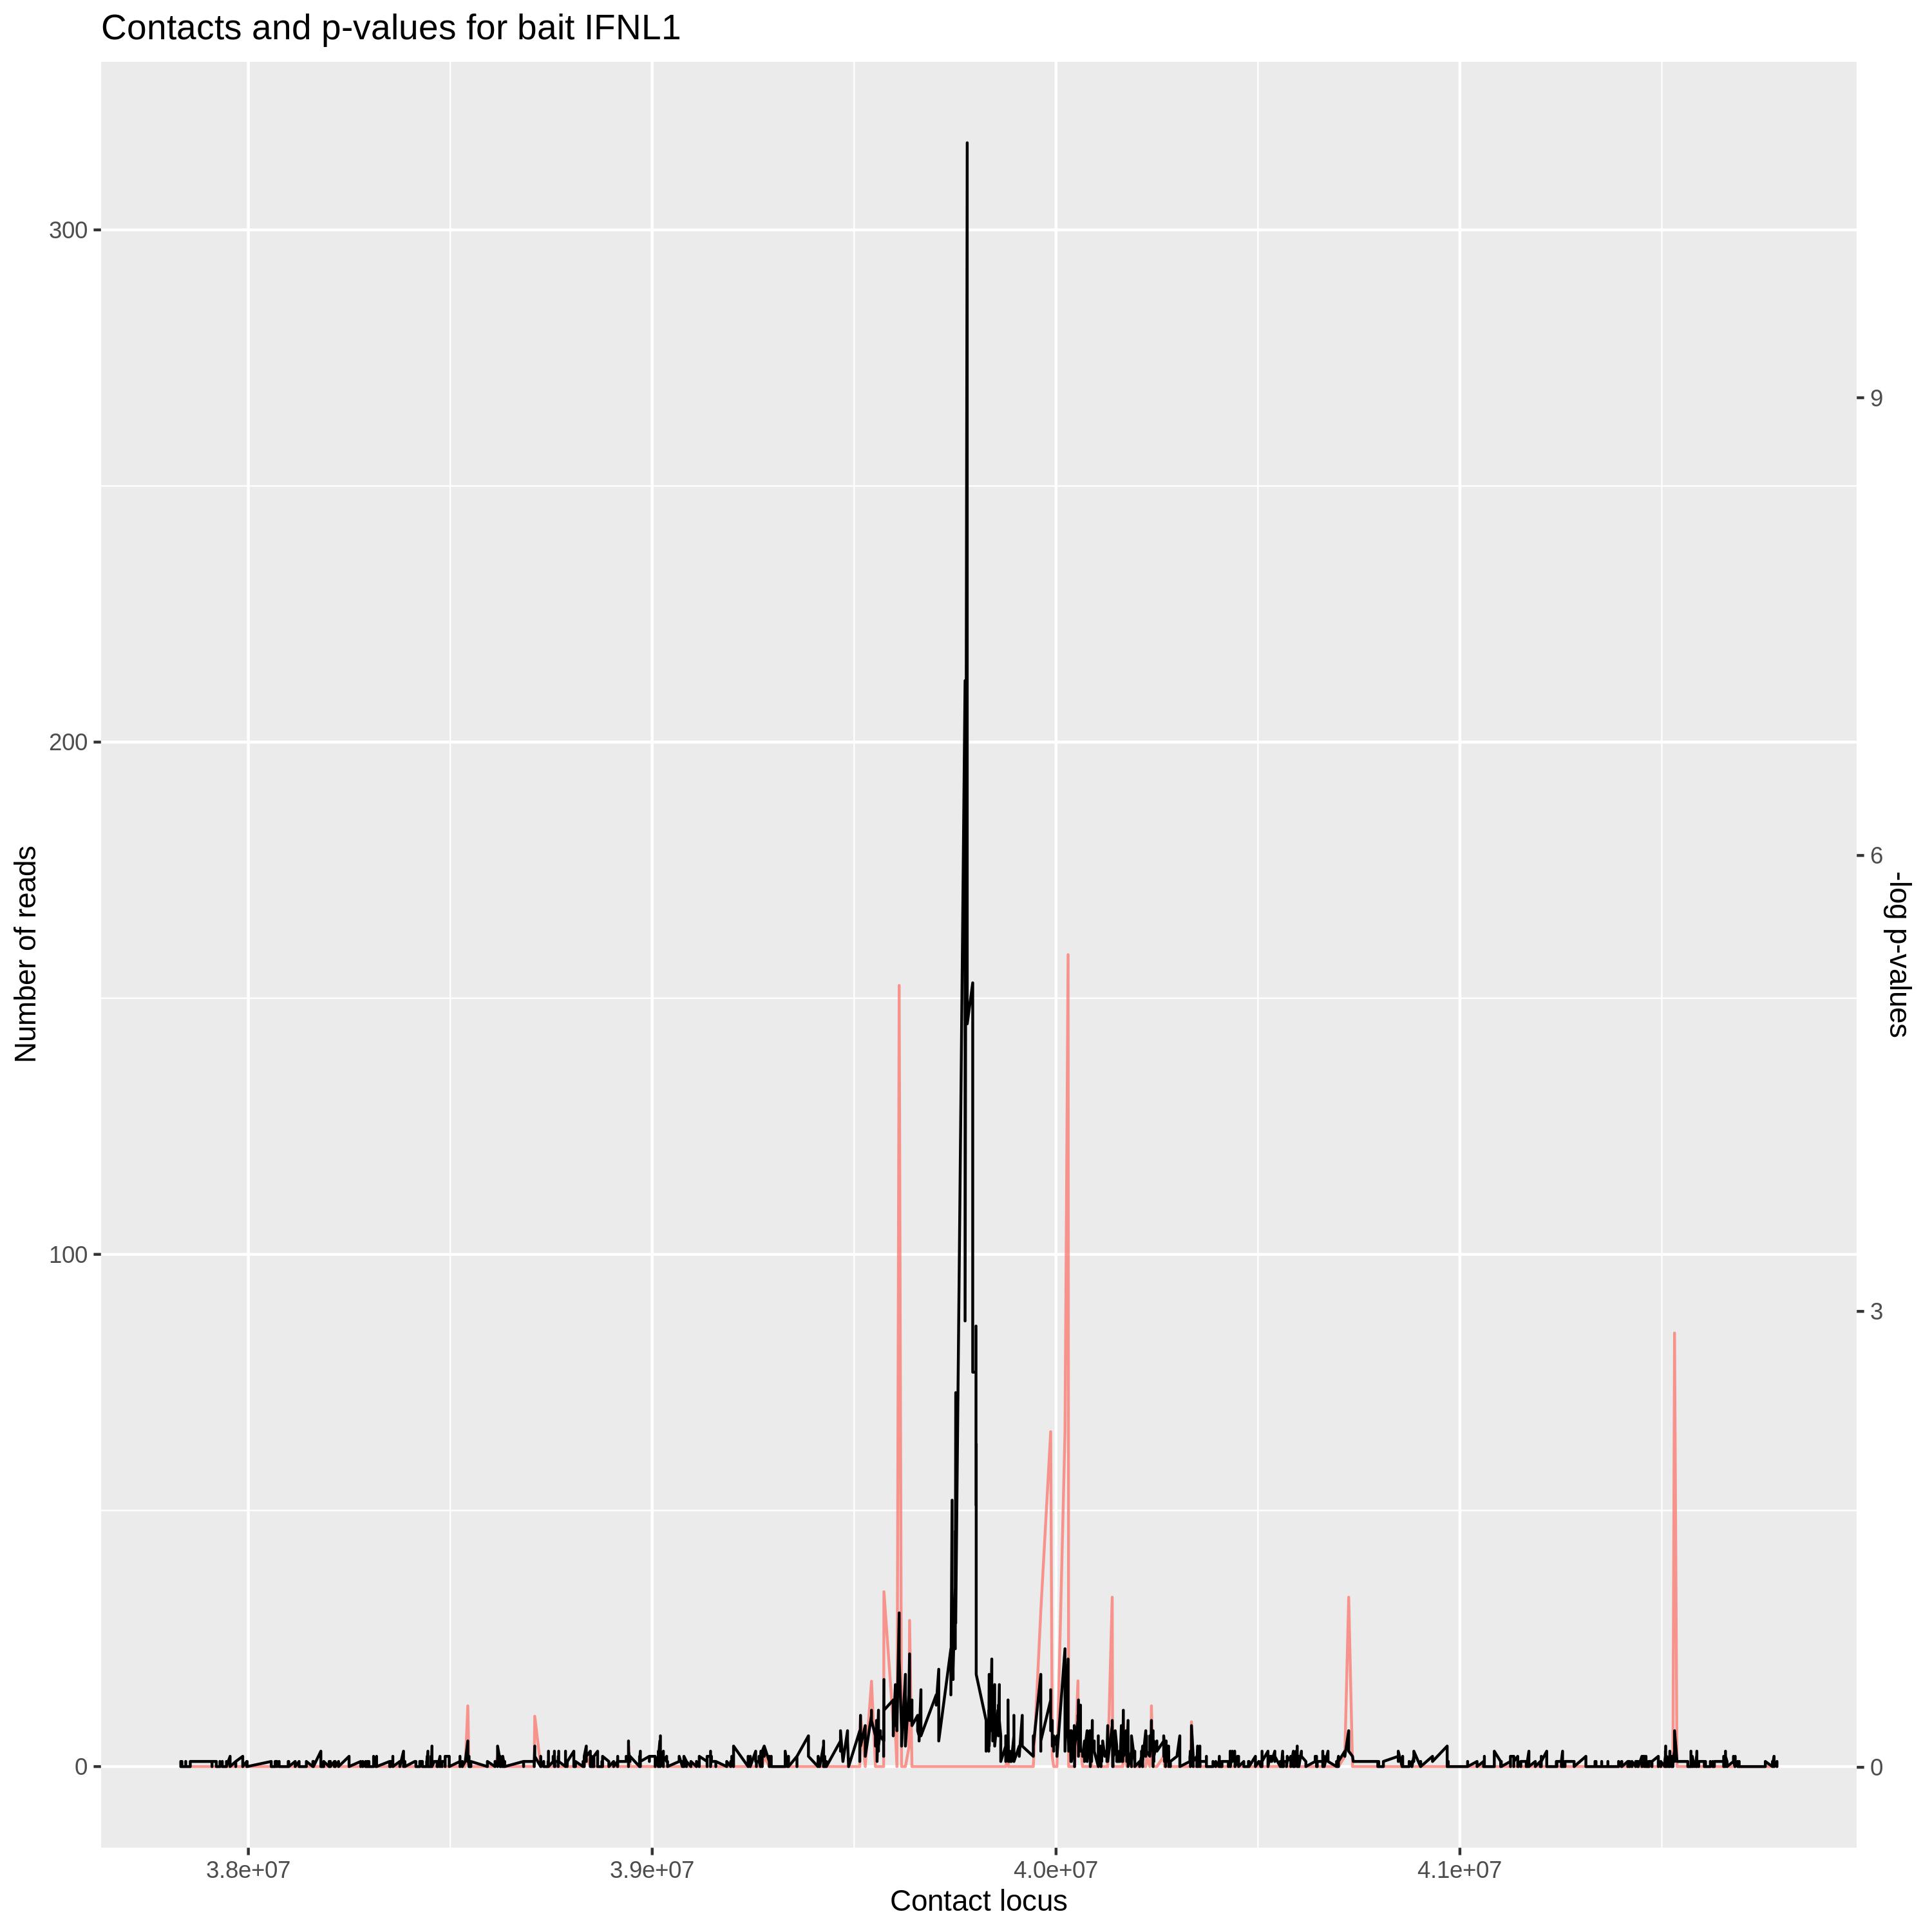 Contacts and p-values for bait IFNL1
300
200
100
0
Number of reads
9
6
3
0
-log p-values
3.8e+07
3.9e+07
4.0e+07
4.1e+07
Contact locus